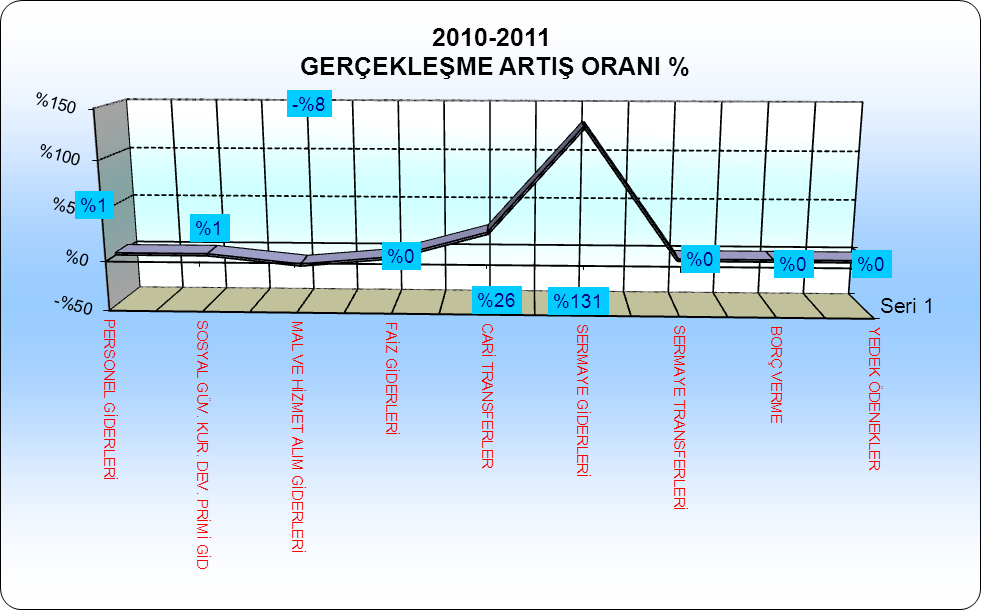 2010-2011
GERÇEKLEŞME ARTIŞ ORANI %
%150
%100
%5
%0
-%50
%1
%1
-%8
%0
%26
%131
%0
%0
%0
Seri 1
PERSONEL GİDERLERİ
SOSYAL GÜV. KUR. DEV. PRİMİ GİD
MAL VE HİZMET ALIM GİDERLERİ
FAİZ GİDERLERİ
CARİ TRANSFERLER
SERMAYE GİDERLERİ
SERMAYE TRANSFERLERİ
BORÇ VERME
YEDEK ÖDENEKLER